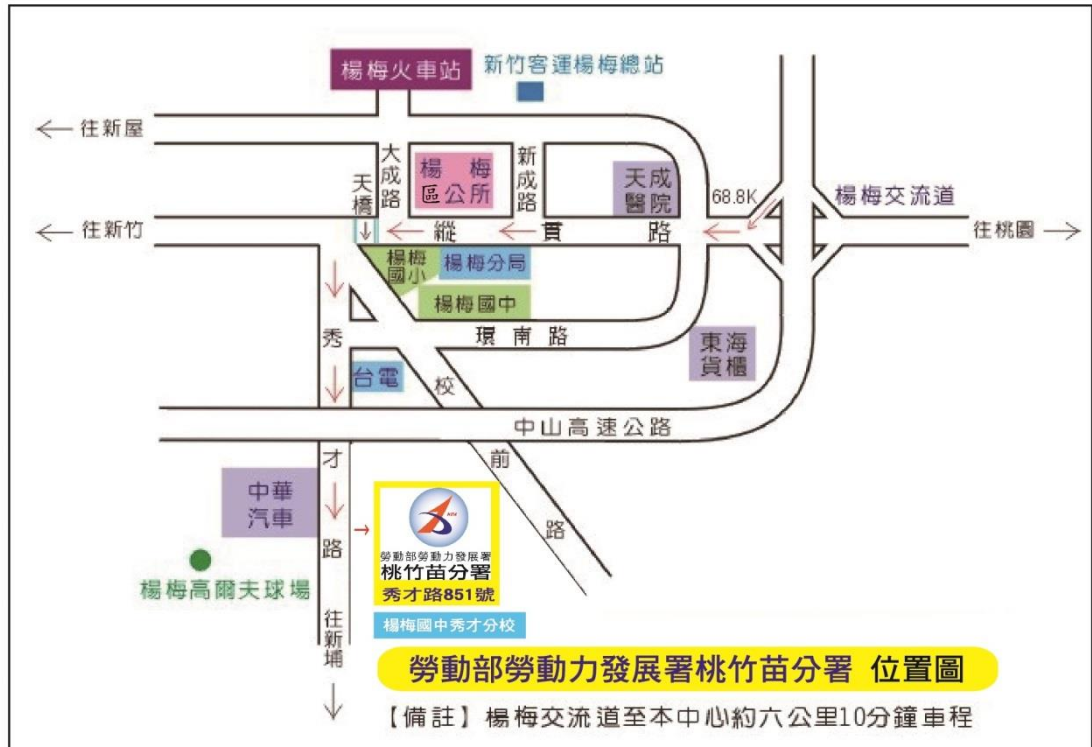 楊梅火車站
新竹客運楊梅總站
往新屋
大成路
楊梅
區公所
新成路
天成
醫院
68.8K
楊梅交流道
天橋
往新竹
縱貫路
往桃園
楊梅
國小
楊梅分局
楊梅國中
環南路
東海
貨櫃
秀才路
台電
校前路
中山高速公路
中華
汽車
勞動部勞動力發展署
桃竹苗分署
秀才路851號
楊梅高爾夫球場
楊梅國中秀才分校
往新埔
勞動部勞動力發展署桃竹苗分署 位置圖
【備註】楊梅交流道至本中心約六公里10分鐘車程